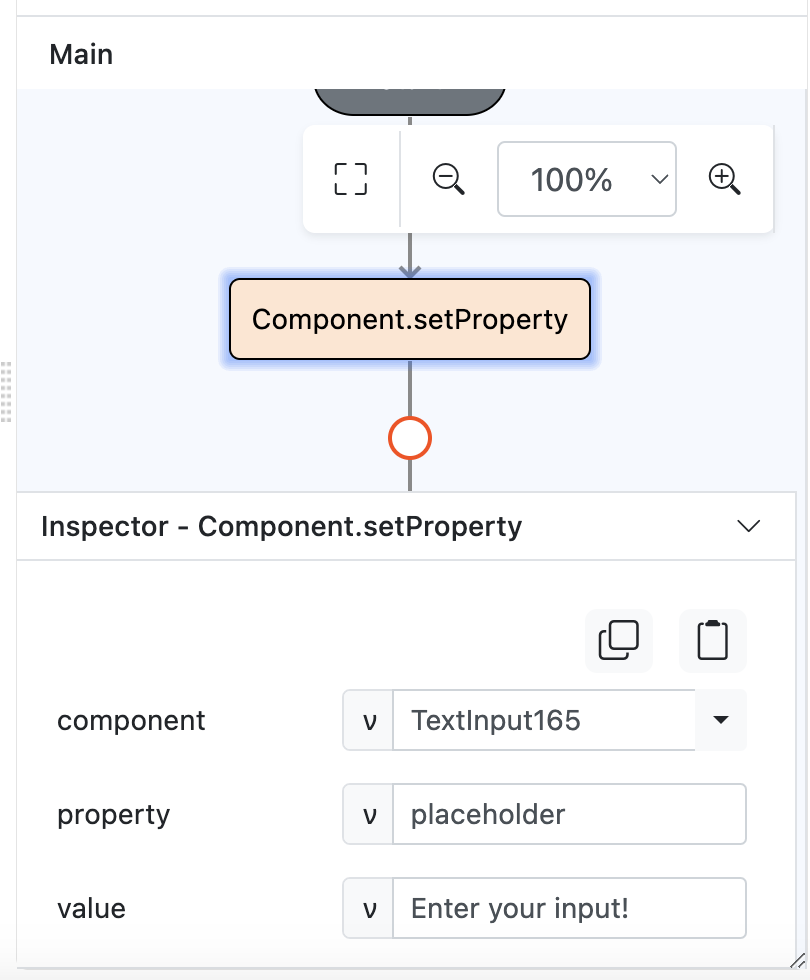 Main
100%
Component.setProperty
Inspector - Component.setProperty
component
ν TextInput165
property
ν placeholder
value
ν Enter your input!